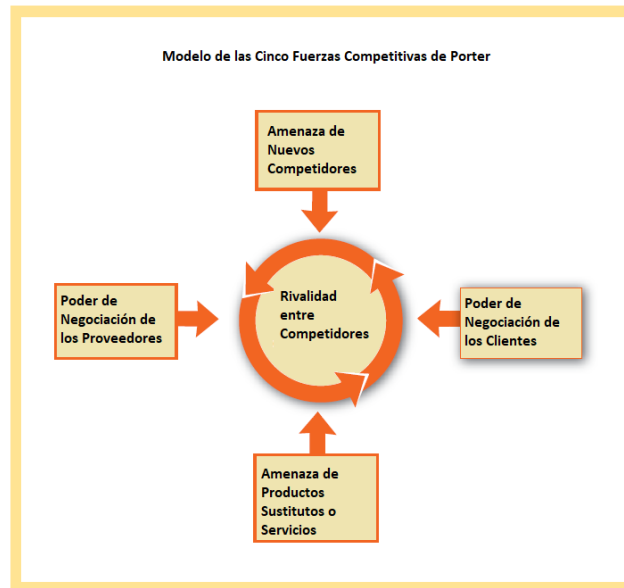 Modelo de las Cinco Fuerzas Competitivas de Porter
Amenaza de
Nuevos
Competidores
Poder de
Negociación de
los Proveedores
Rivalidad
entre
Competidores
Poder de
Negociación de
los Clientes
Amenaza de
Productos
Sustitutos o
Servicios